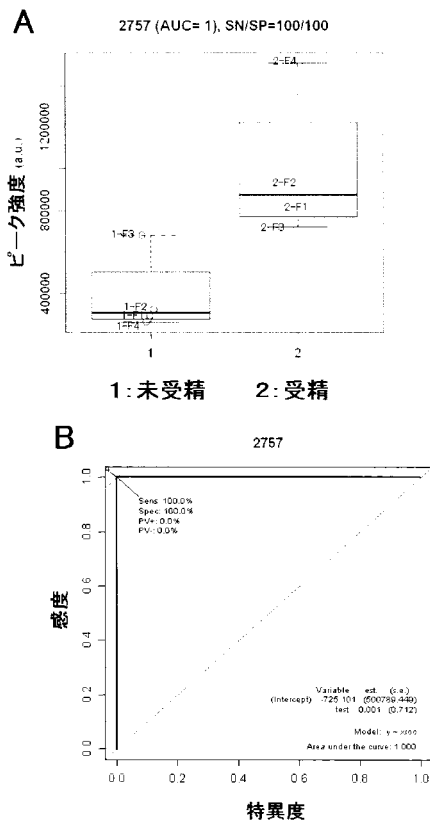 A
2757 (AUC= 1), SN/SP=100/100
ピーク強度 (a.u.)
1200000
800000
400000
2-F4
2-F2
2-F1
2-F3
1-F3
1-F2
1-F1
1-F4
1
2
1:未受精
2:受精
B
2757
感度
1.0
0.8
0.6
0.4
0.2
0.0
Sens: 100.0%
Spec: 100.0%
PV+: 0.0%
PV-: 0.0%
Variable est. (s.e.)
(Intercept) -725.101 (500789.449)
test 0.001 (0.712)
Model: y ~ x
Area under the curve: 1.000
0.0
0.2
0.4
0.6
0.8
1.0
特異度